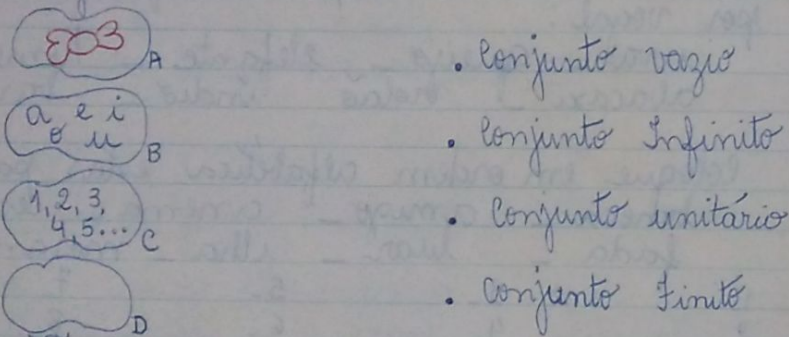 A . Conjunto vazio
a e i
o u B . Conjunto Infinito
1, 2, 3,
4, 5... C . Conjunto unitário
D . Conjunto Finito